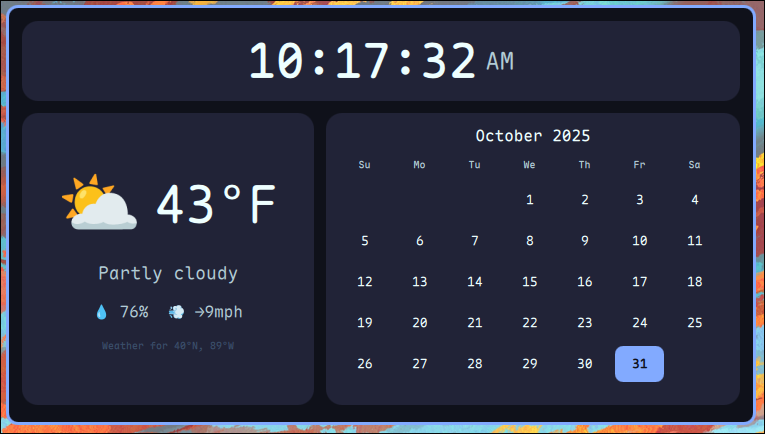 10:17:32 AM
43°F
Partly cloudy
76% →9mph
Weather for 40°N, 89°W
October 2025
Su Mo Tu We Th Fr Sa
1 2 3 4
5 6 7 8 9 10 11
12 13 14 15 16 17 18
19 20 21 22 23 24 25
26 27 28 29 30 31